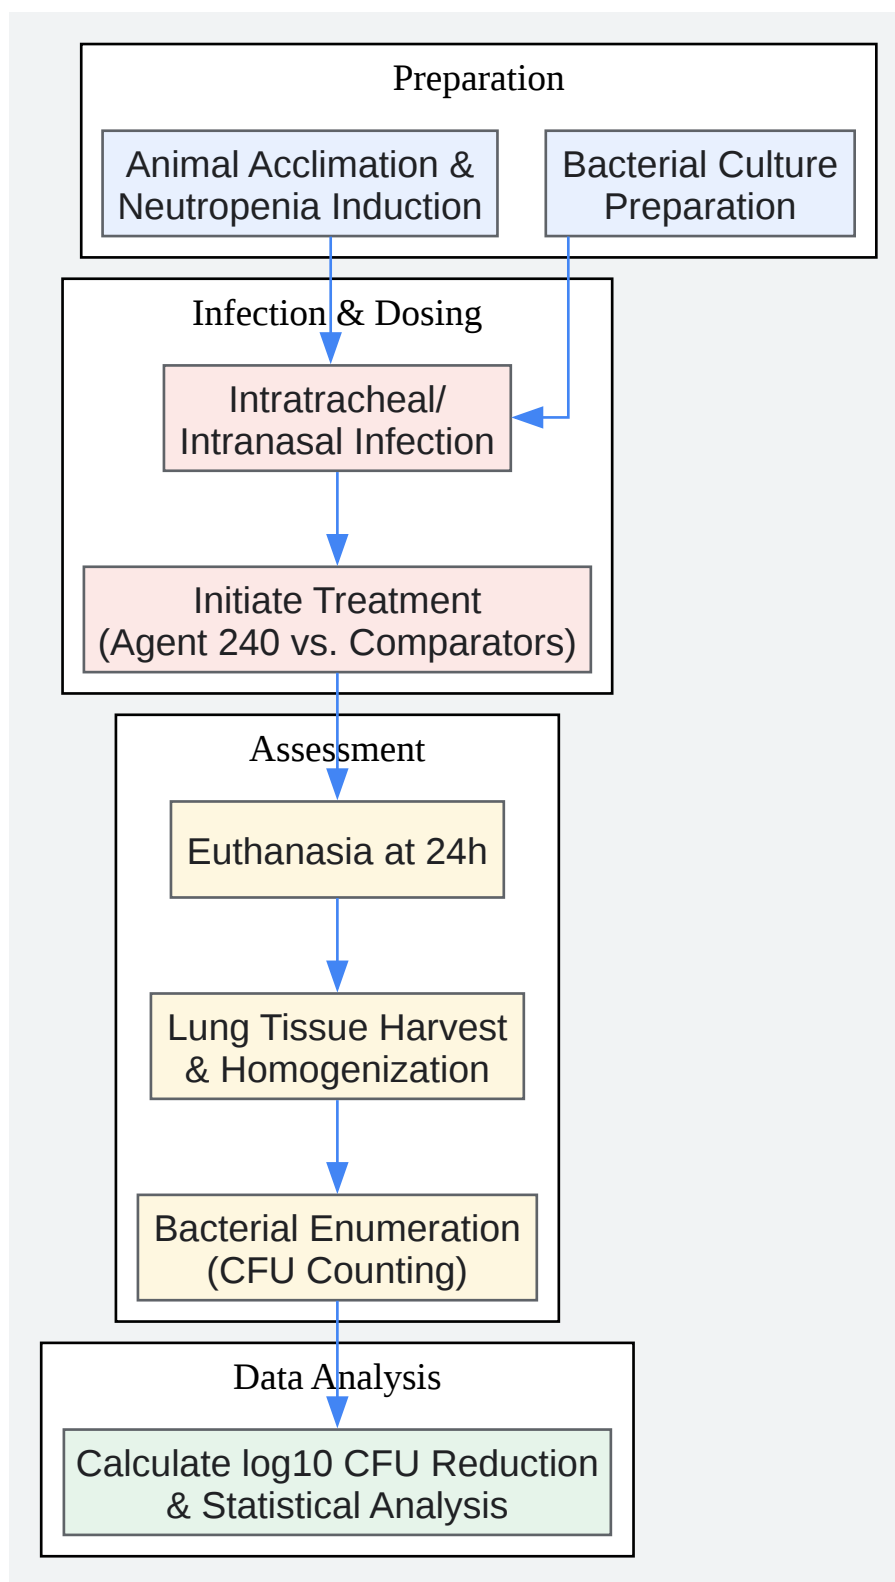 Preparation
Animal Acclimation &
Neutropenia Induction
Bacterial Culture
Preparation
Infection & Dosing
Intratracheal/
Intranasal Infection
Initiate Treatment
(Agent 240 vs. Comparators)
Assessment
Euthanasia at 24h
Lung Tissue Harvest
& Homogenization
Bacterial Enumeration
(CFU Counting)
Data Analysis
Calculate log10 CFU Reduction
& Statistical Analysis